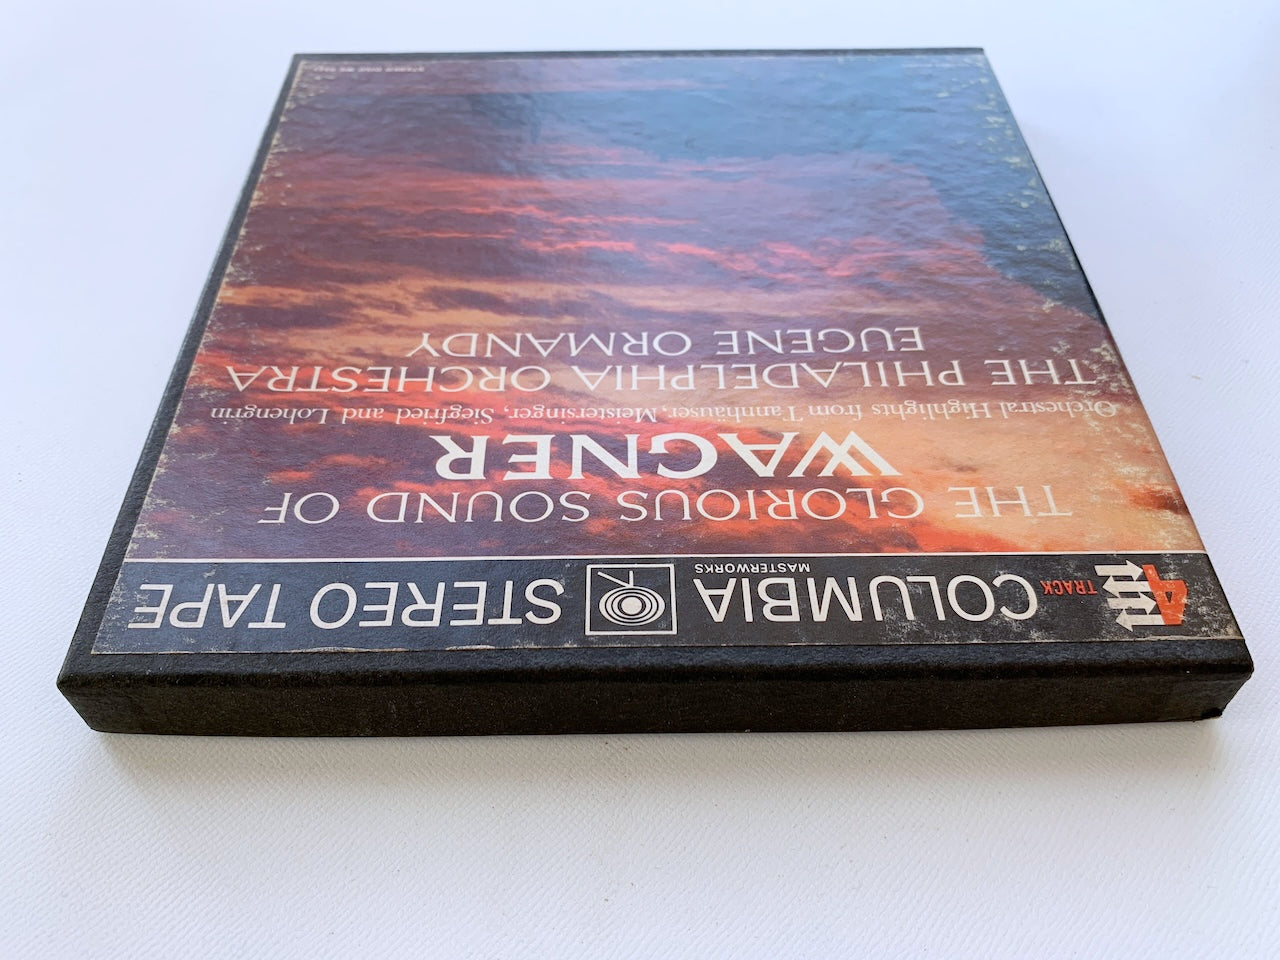 4 TRACK
COLUMBIA STEREO TAPE
MASTERWORKS
THE GLORIOUS SOUND OF
WAGNER
Orchestral Highlights from Tannhäuser, Meistersinger, Siegfried and Lohengrin
THE PHILADELPHIA ORCHESTRA
EUGENE ORMANDY